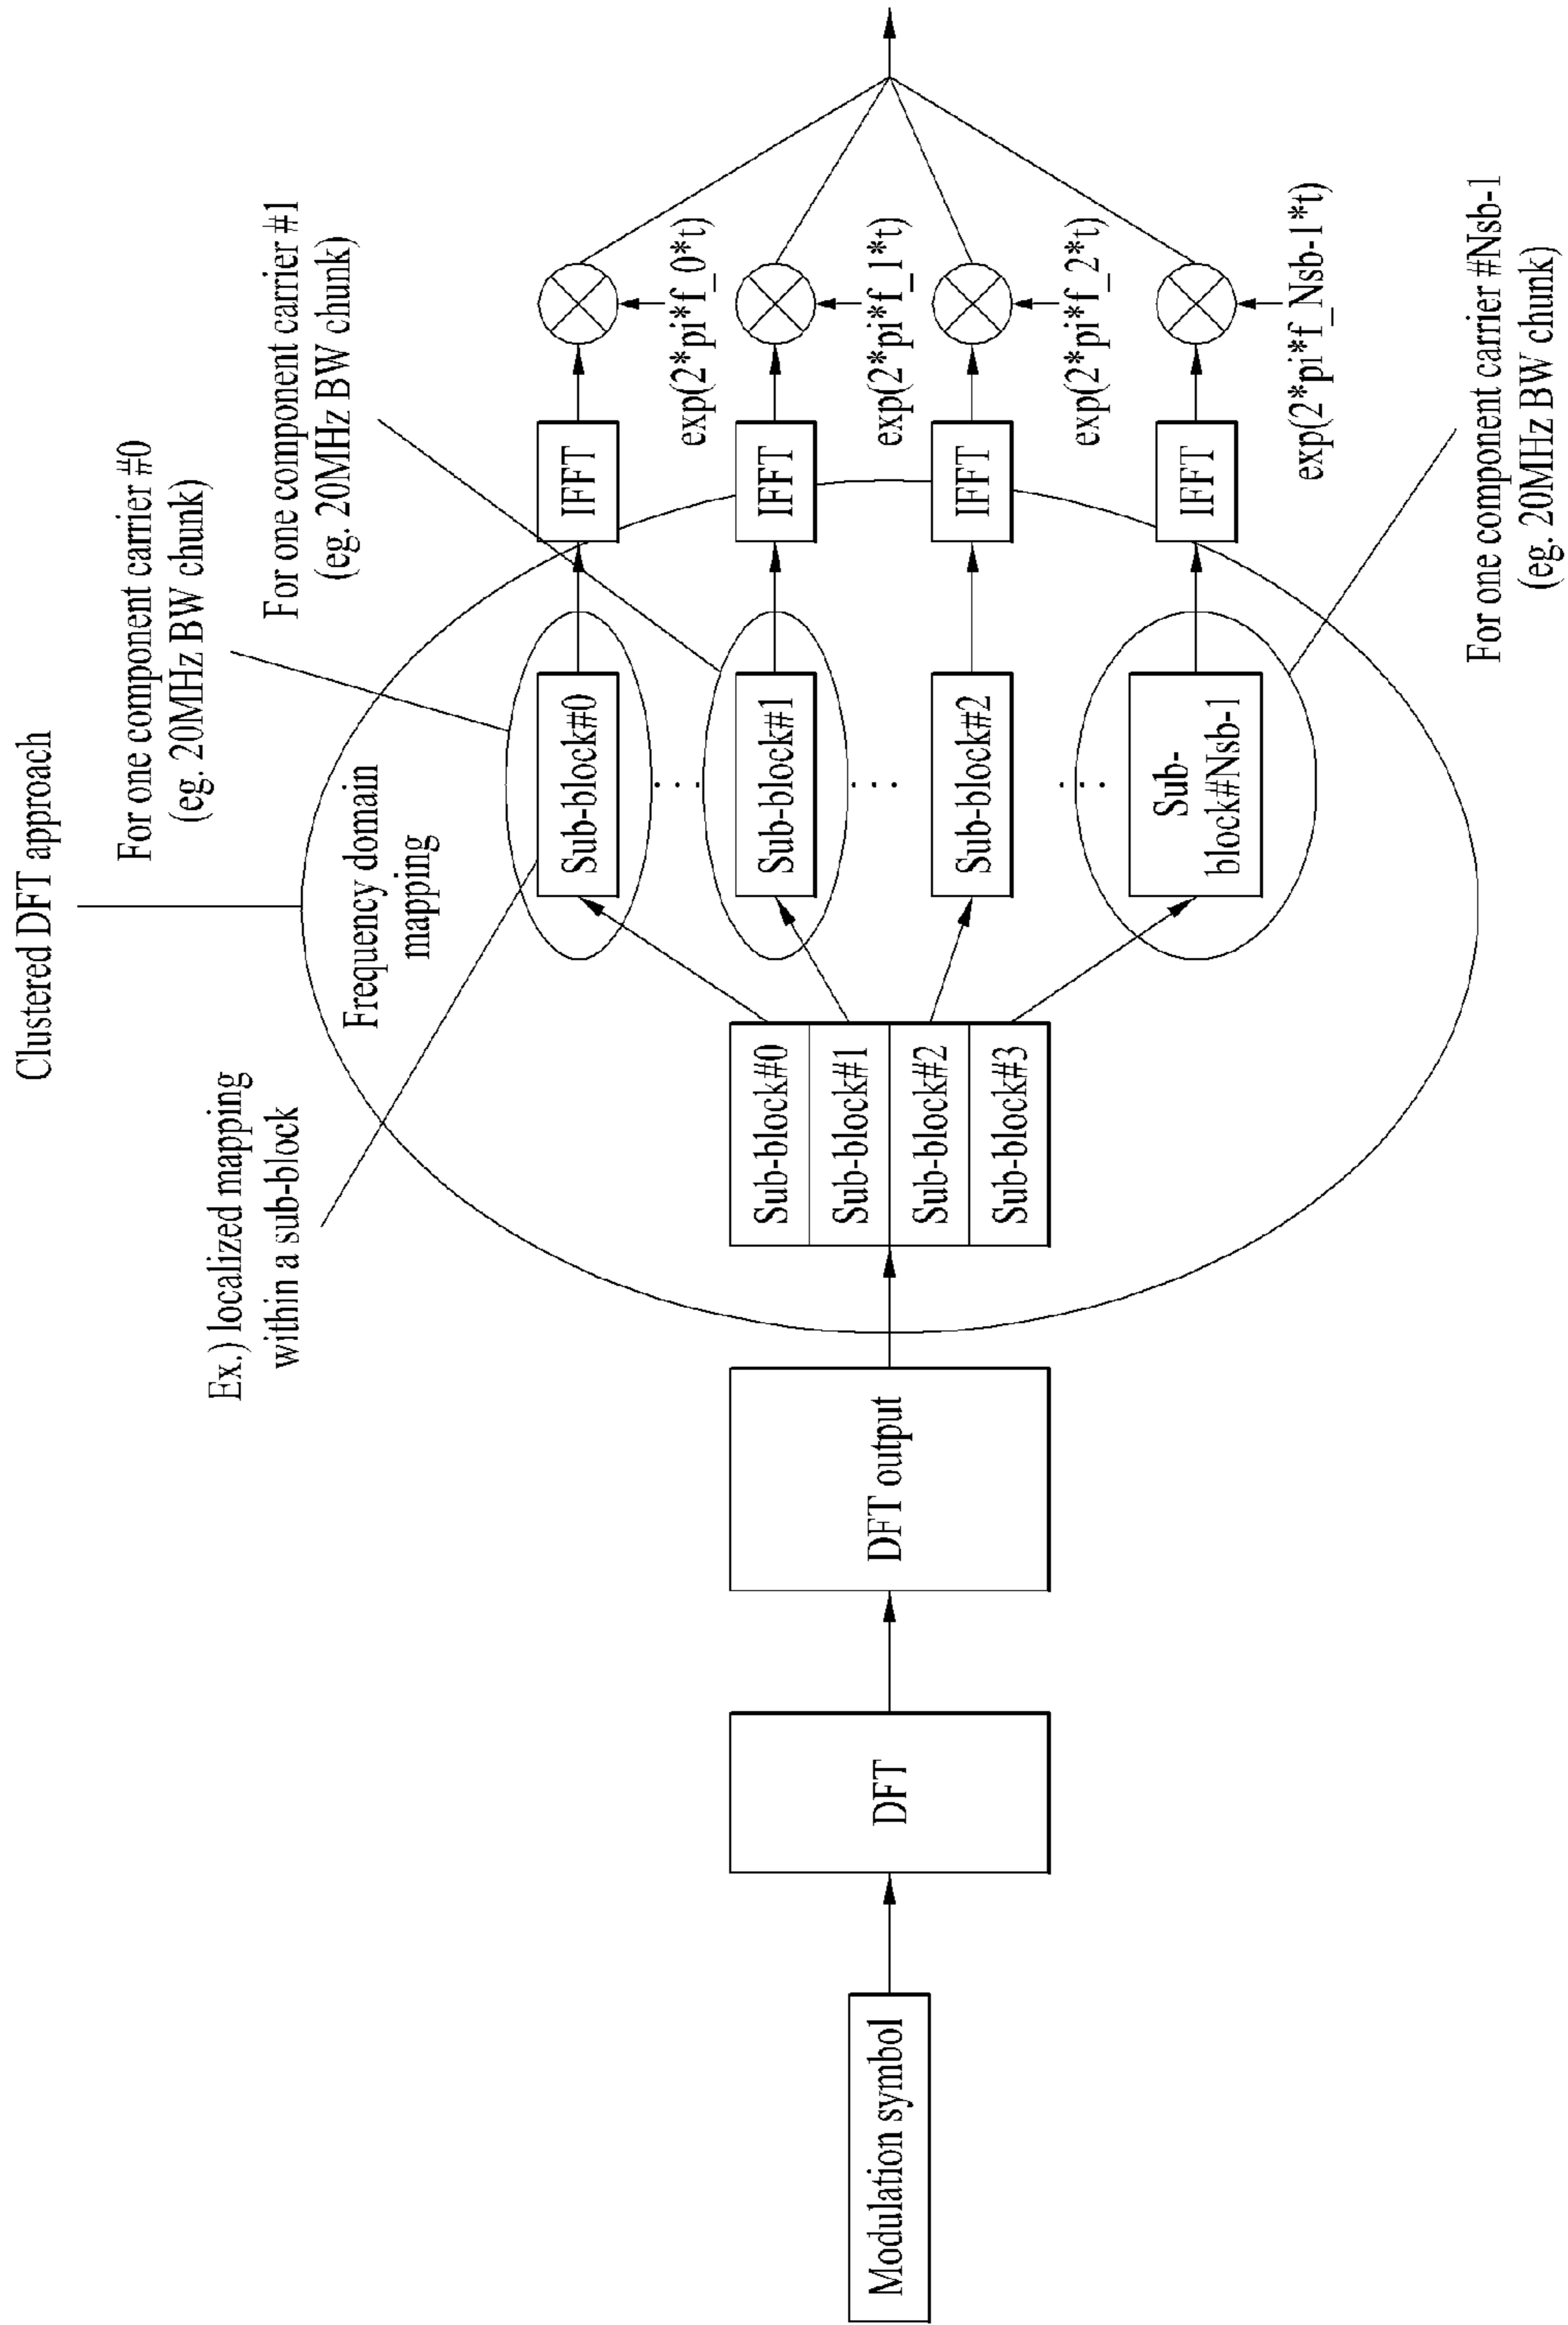 Clustered DFT approach
For one component carrier #0
(eg. 20MHz BW chunk)
For one component carrier #1
(eg. 20MHz BW chunk)
Ex.) localized mapping
within a sub-block
Frequency domain
mapping
Modulation symbol
DFT
DFT output
Sub-block#0
Sub-block#1
Sub-block#2
Sub-block#3
Sub-block#0
IFFT
exp(2*pi*f_0*t)
...
Sub-block#1
IFFT
exp(2*pi*f_1*t)
...
Sub-block#2
IFFT
exp(2*pi*f_2*t)
...
Sub-
block#Nsb-1
IFFT
exp(2*pi*f_Nsb-1*t)
For one component carrier #Nsb-1
(eg. 20MHz BW chunk)